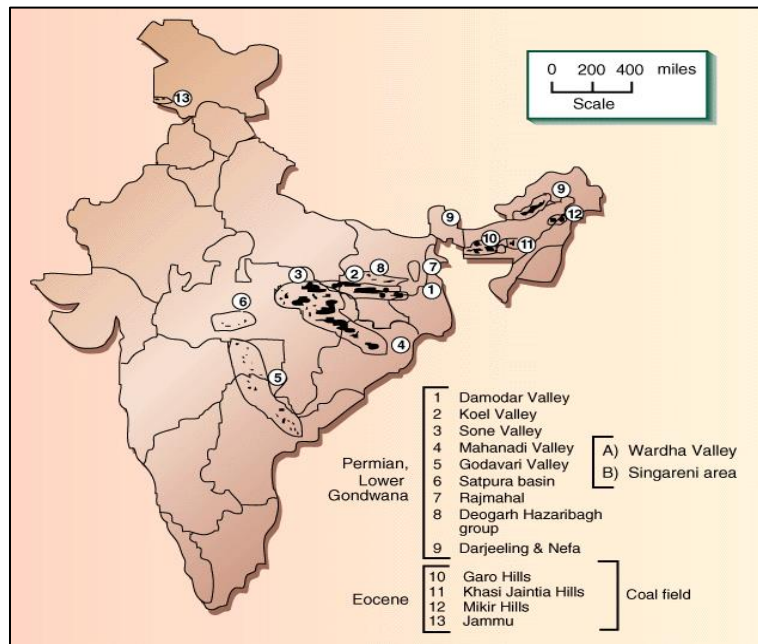 0 200 400 miles
Scale
13
9
9
12
10
11
7
8
2
3
1
6
4
5
Permian,
Lower
Gondwana
1 Damodar Valley
2 Koel Valley
3 Sone Valley
4 Mahanadi Valley
5 Godavari Valley
6 Satpura basin
7 Rajmahal
8 Deogarh Hazaribagh
group
9 Darjeeling & Nefa
A) Wardha Valley
B) Singareni area
Eocene
10 Garo Hills
11 Khasi Jaintia Hills
12 Mikir Hills
13 Jammu
Coal field